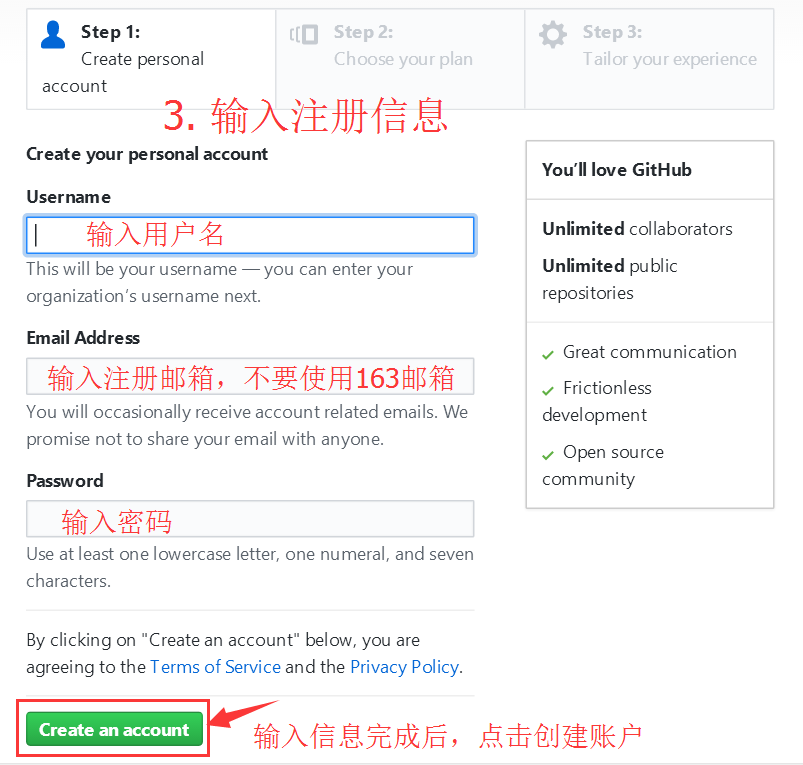 Step 1:
Create personal
account
Step 2:
Choose your plan
Step 3:
Tailor your experience
3. 输入注册信息
Create your personal account
Username
输入用户名
This will be your username — you can enter your
organization’s username next.
Email Address
输入注册邮箱，不要使用163邮箱
You will occasionally receive account related emails. We
promise not to share your email with anyone.
Password
输入密码
Use at least one lowercase letter, one numeral, and seven
characters.
By clicking on "Create an account" below, you are
agreeing to the Terms of Service and the Privacy Policy.
Create an account
输入信息完成后，点击创建账户
You’ll love GitHub
Unlimited collaborators
Unlimited public
repositories
Great communication
Frictionless
development
Open source
community